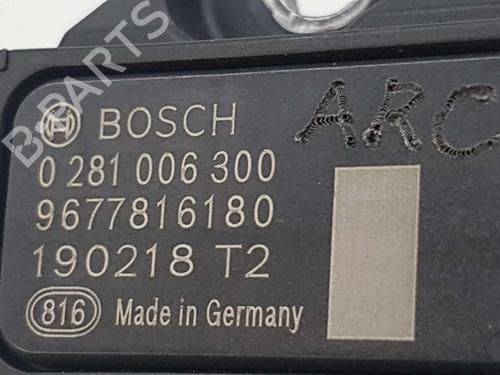 BOSCH
0 281 006 300
9677816180
190218 T2
816 Made in Germany
ARC
B-PARTS